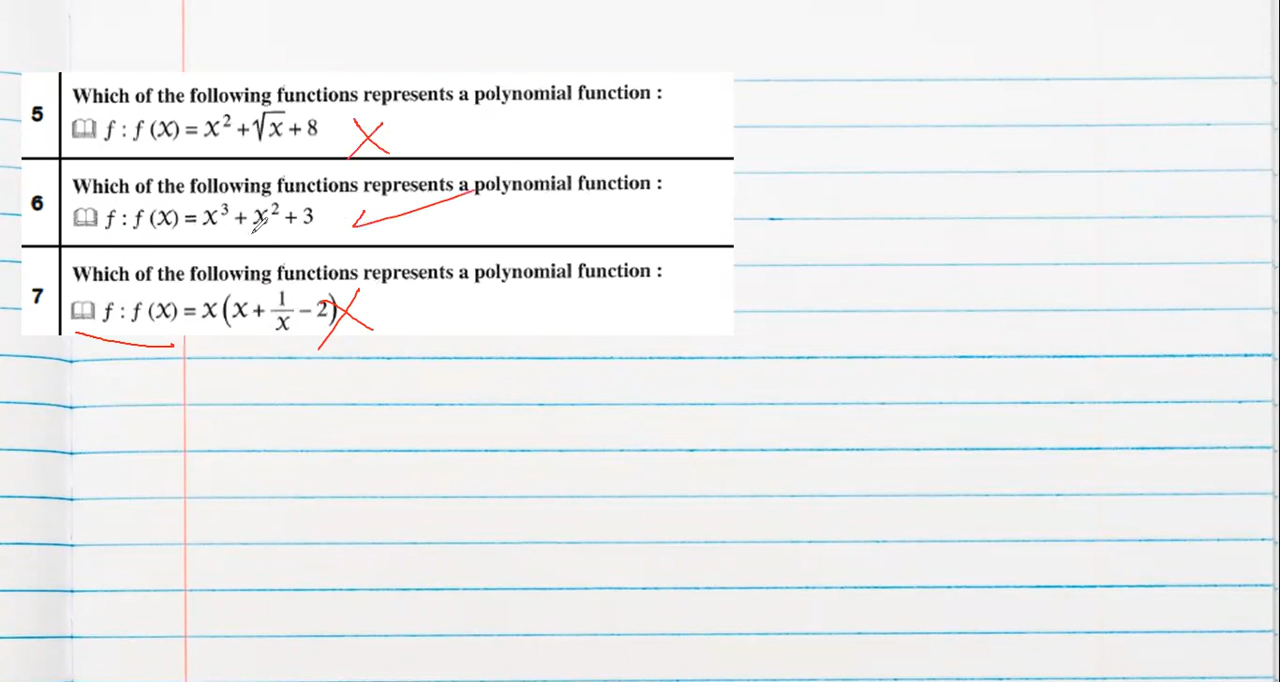 5
Which of the following functions represents a polynomial function :
f : f (x) = x² + √x + 8
6
Which of the following functions represents a polynomial function :
f : f (x) = x³ + x² + 3
7
Which of the following functions represents a polynomial function :
f : f (x) = x(x + 1/x − 2)